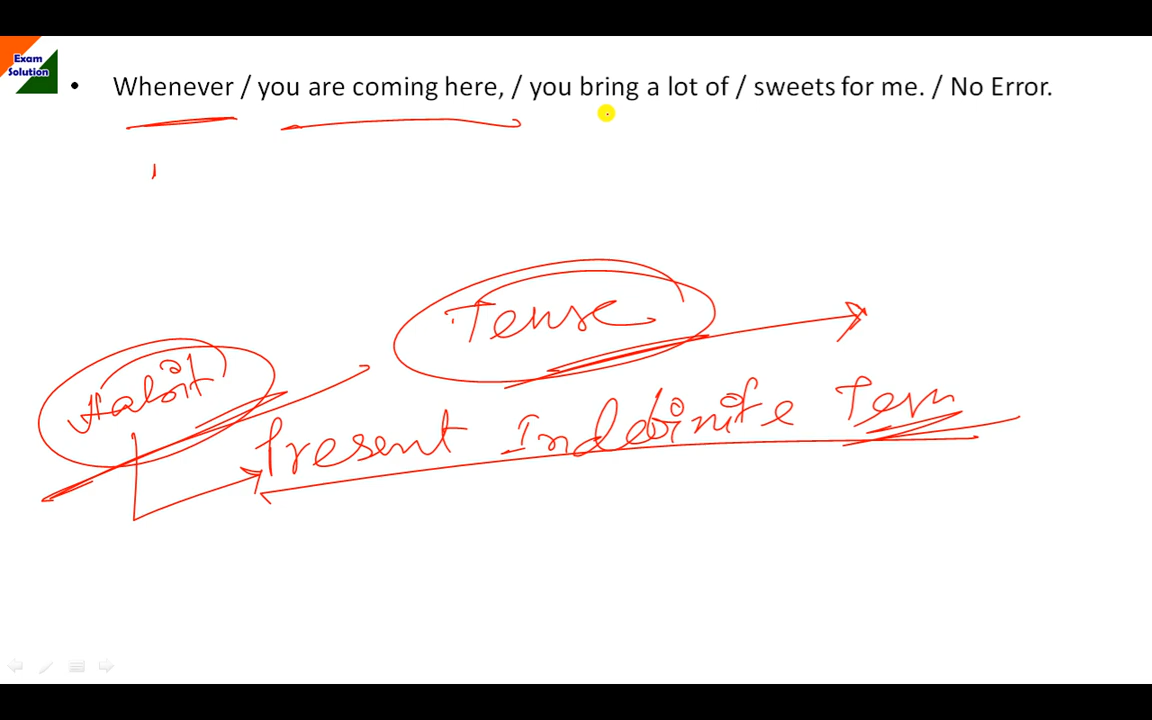 Exam
Solution
• Whenever / you are coming here, / you bring a lot of / sweets for me. / No Error.
Tense
Habit
Present Indefinite